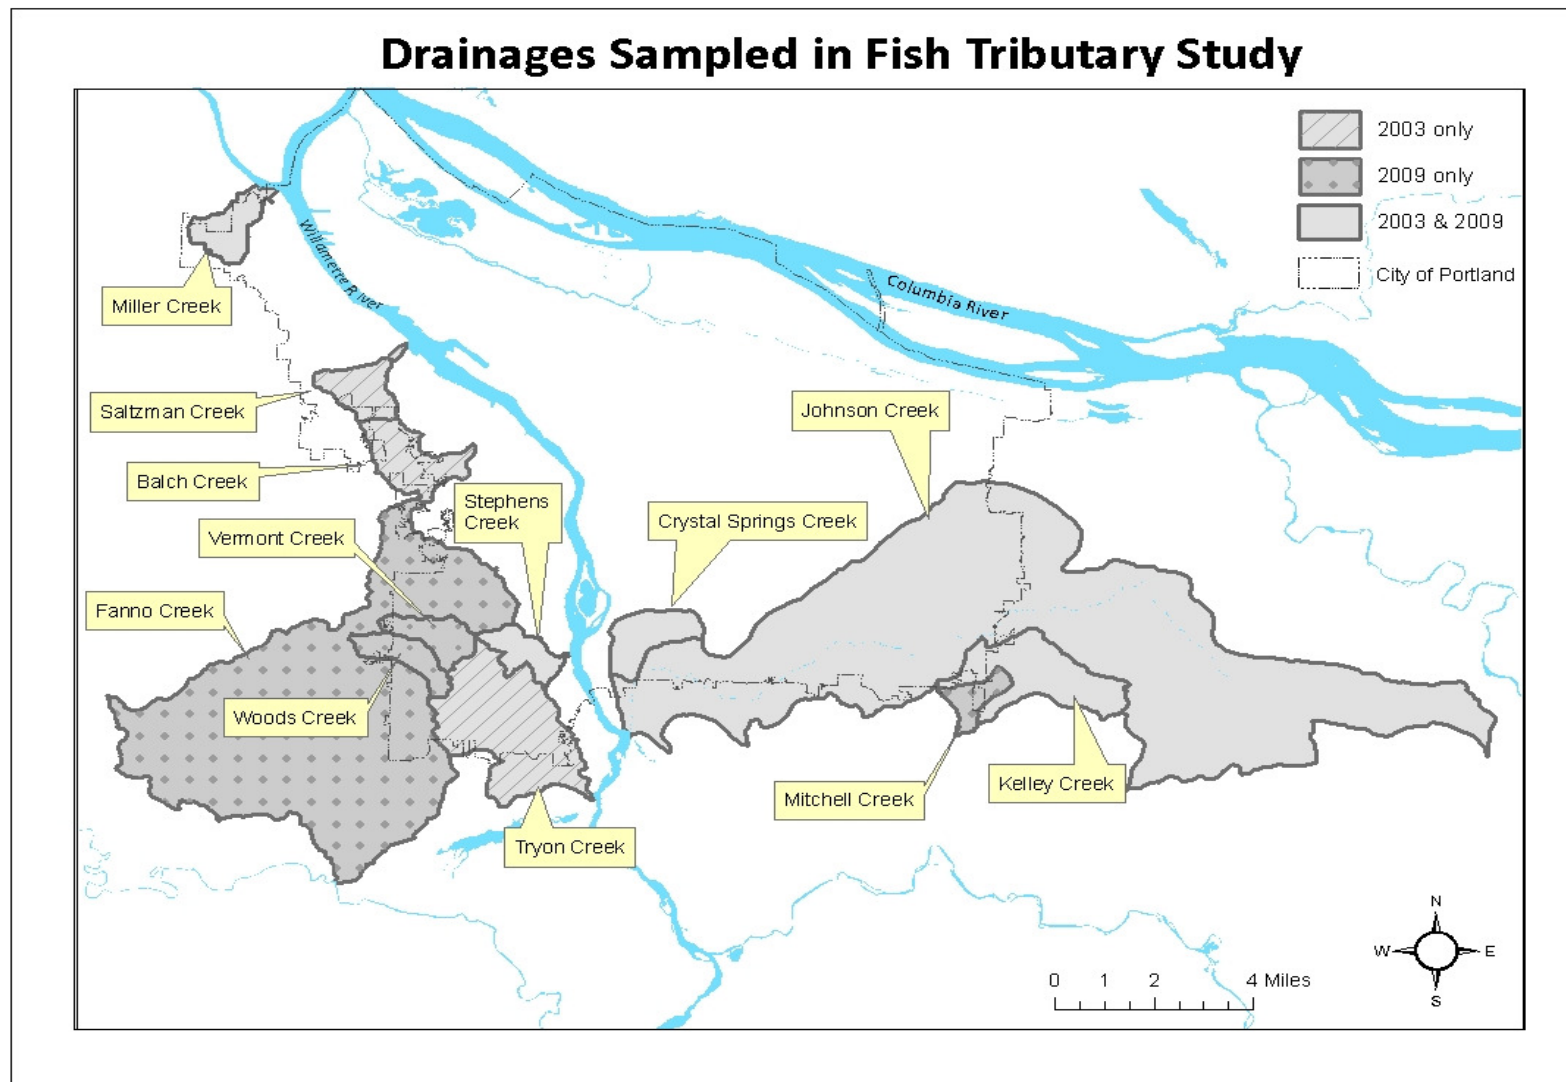 Drainages Sampled in Fish Tributary Study
2003 only
2009 only
2003 & 2009
City of Portland
Willamette River
Columbia River
Miller Creek
Saltzman Creek
Johnson Creek
Balch Creek
Stephens
Creek
Crystal Springs Creek
Vermont Creek
Fanno Creek
Woods Creek
Mitchell Creek
Kelley Creek
Tryon Creek
N
W
E
S
0 1 2 4 Miles